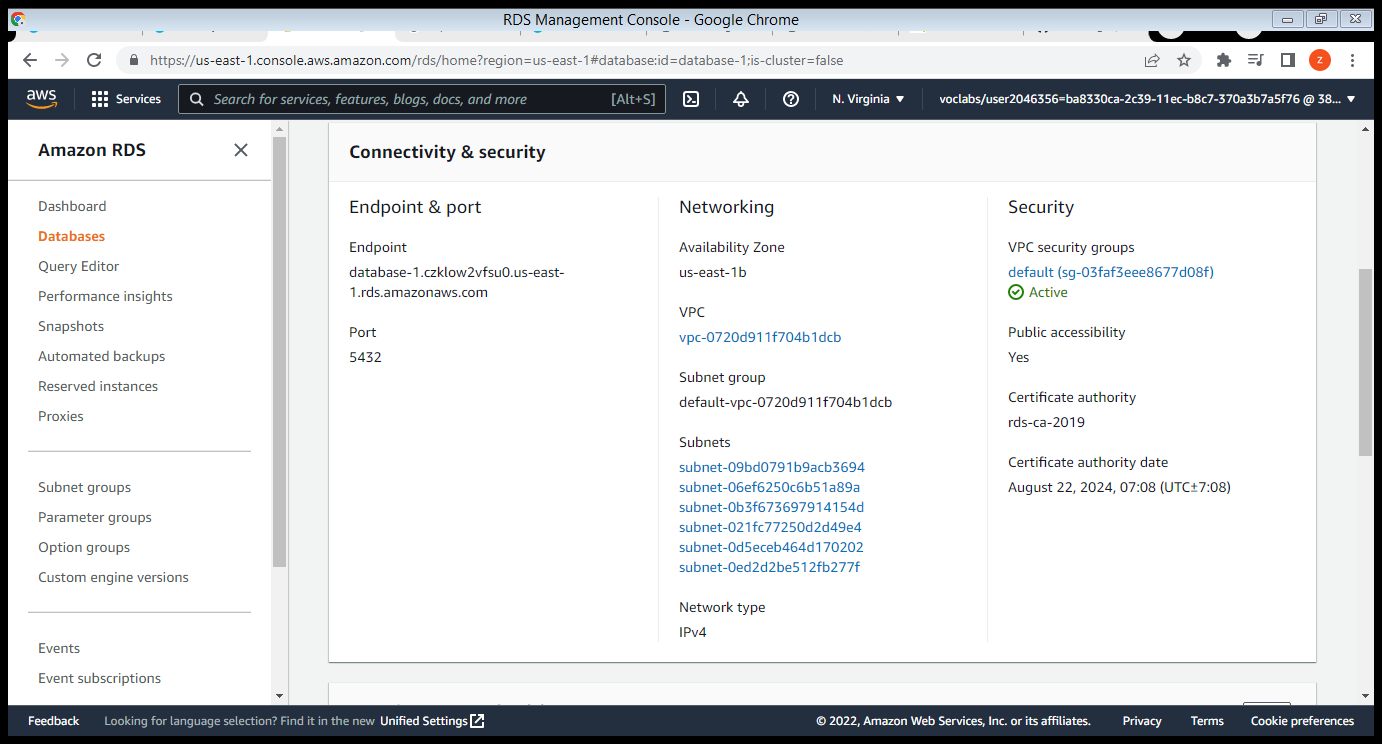 RDS Management Console - Google Chrome
https://us-east-1.console.aws.amazon.com/rds/home?region=us-east-1#database:id=database-1;is-cluster=false
z
aws
Services
Search for services, features, blogs, docs, and more
[Alt+S]
N. Virginia
voclabs/user2046356=ba8330ca-2c39-11ec-b8c7-370a3b7a5f76 @ 38...
Amazon RDS
Dashboard
Databases
Query Editor
Performance insights
Snapshots
Automated backups
Reserved instances
Proxies
Subnet groups
Parameter groups
Option groups
Custom engine versions
Events
Event subscriptions
Connectivity & security
Endpoint & port
Endpoint
database-1.czklow2vfsu0.us-east-
1.rds.amazonaws.com
Port
5432
Networking
Availability Zone
us-east-1b
VPC
vpc-0720d911f704b1dcb
Subnet group
default-vpc-0720d911f704b1dcb
Subnets
subnet-09bd0791b9acb3694
subnet-06ef6250c6b51a89a
subnet-0b3f673697914154d
subnet-021fc77250d2d49e4
subnet-0d5eceb464d170202
subnet-0ed2d2be512fb277f
Network type
IPv4
Security
VPC security groups
default (sg-03faf3eee8677d08f)
Active
Public accessibility
Yes
Certificate authority
rds-ca-2019
Certificate authority date
August 22, 2024, 07:08 (UTC±7:08)
Feedback
Looking for language selection? Find it in the new Unified Settings
© 2022, Amazon Web Services, Inc. or its affiliates.
Privacy
Terms
Cookie preferences